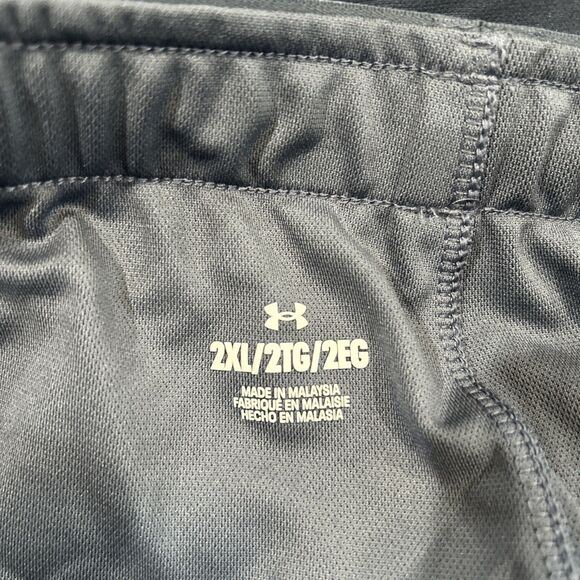 2XL/2TG/2EG
MADE IN MALAYSIA
FABRIQUÉ EN MALAISIE
HECHO EN MALASIA